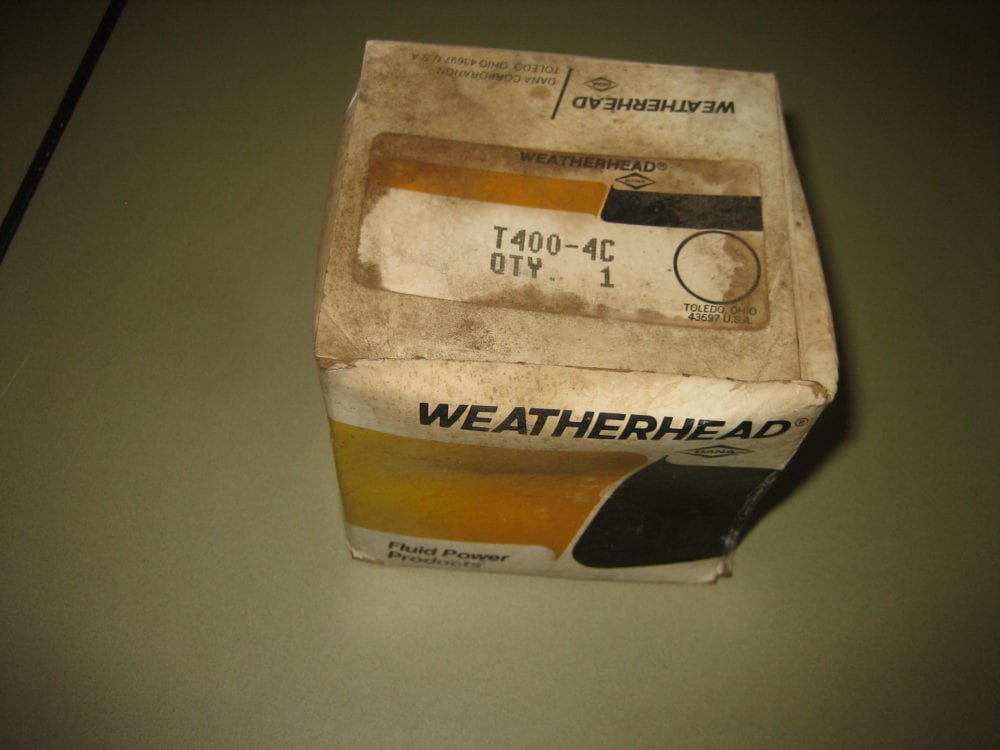 WEATHERHEAD
DANA
DANA CORPORATION
TOLEDO, OHIO 43697 U.S.A
WEATHERHEAD®
T400-4C
QTY. 1
TOLEDO, OHIO
43697 U.S.A.
WEATHERHEAD®
DANA
Fluid Power
Products